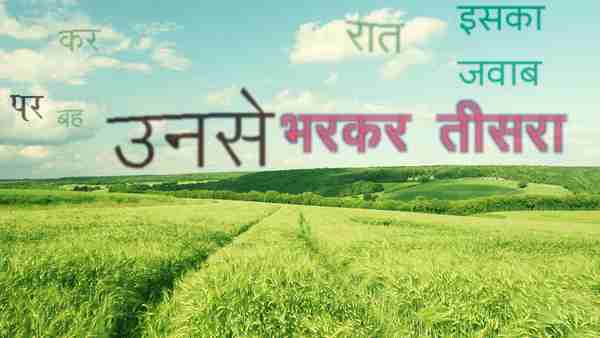 इसका
कर रात
जवाब
पर बह
उनसे भरकर तीसरा